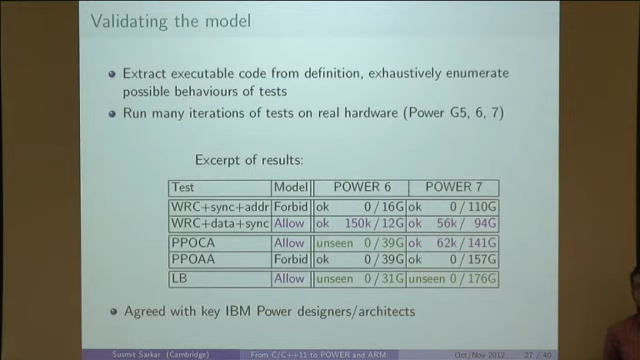 Validating the model
Extract executable code from definition, exhaustively enumerate
possible behaviours of tests
Run many iterations of tests on real hardware (Power G5, 6, 7)
Excerpt of results:
Test Model POWER 6 POWER 7
WRC+sync+addr Forbid ok 0/16G ok 0/110G
WRC+data+sync Allow ok 150k/12G ok 56k/94G
PPOCA Allow unseen 0/39G ok 62k/141G
PPOAA Forbid ok 0/39G ok 0/157G
LB Allow unseen 0/31G unseen 0/176G
Agreed with key IBM Power designers/architects
Susmit Sarkar (Cambridge) From C/C++11 to POWER and ARM Oct/Nov 2012 27 / 40